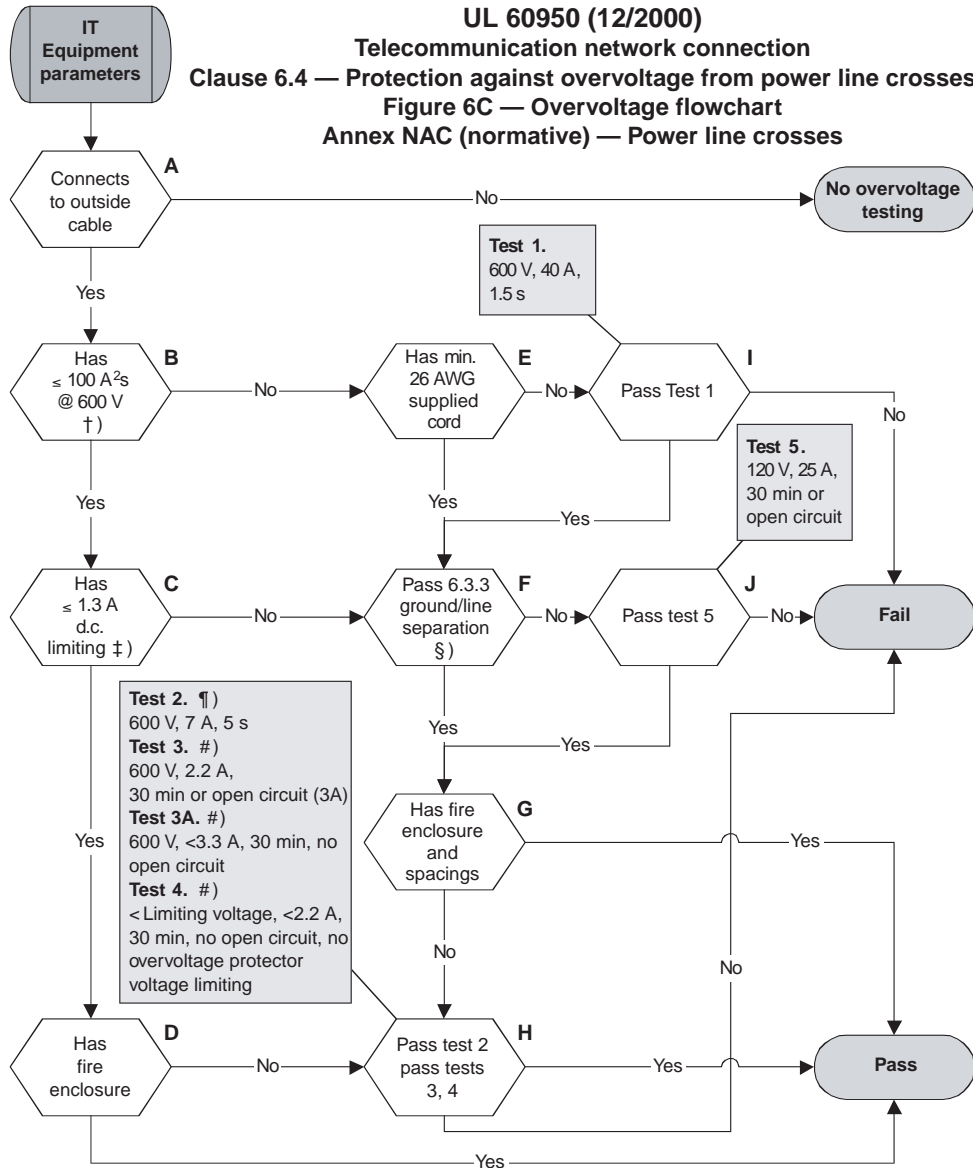 IT
Equipment
parameters
UL 60950 (12/2000)
Telecommunication network connection
Clause 6.4 — Protection against overvoltage from power line crosses
Figure 6C — Overvoltage flowchart
Annex NAC (normative) — Power line crosses
A
Connects
to outside
cable
No
No overvoltage
testing
Test 1.
600 V, 40 A,
1.5 s
Yes
B
Has
≤ 100 A²s
@ 600 V
†)
No
E
Has min.
26 AWG
supplied
cord
No
I
Pass Test 1
No
Test 5.
120 V, 25 A,
30 min or
open circuit
Yes
Yes
Yes
C
Has
≤ 1.3 A
d.c.
limiting ‡)
No
F
Pass 6.3.3
ground/line
separation
§)
No
J
Pass test 5
No
Fail
Test 2. ¶)
600 V, 7 A, 5 s
Test 3. #)
600 V, 2.2 A,
30 min or open circuit (3A)
Test 3A. #)
600 V, <3.3 A, 30 min, no
open circuit
Test 4. #)
< Limiting voltage, <2.2 A,
30 min, no open circuit, no
overvoltage protector
voltage limiting
Yes
Yes
Yes
G
Has fire
enclosure
and
spacings
Yes
No
No
D
Has
fire
enclosure
No
H
Pass test 2
pass tests
3, 4
Yes
Pass
Yes